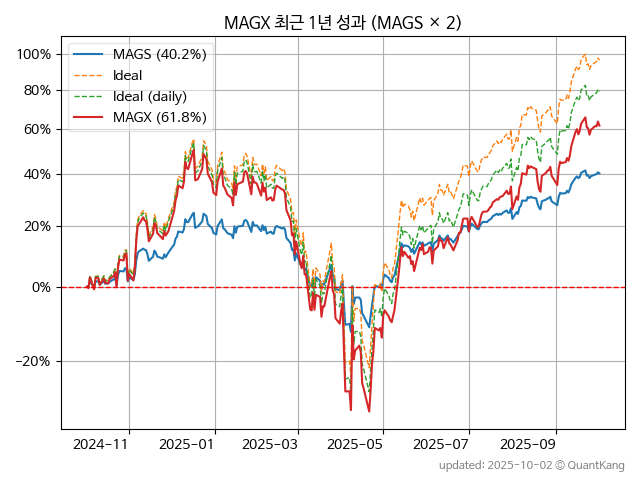 MAGX 최근 1년 성과 (MAGS × 2)
100%
80%
60%
40%
20%
0%
−20%
MAGS (40.2%)
Ideal
Ideal (daily)
MAGX (61.8%)
2024-11
2025-01
2025-03
2025-05
2025-07
2025-09
updated: 2025-10-02 © QuantKang